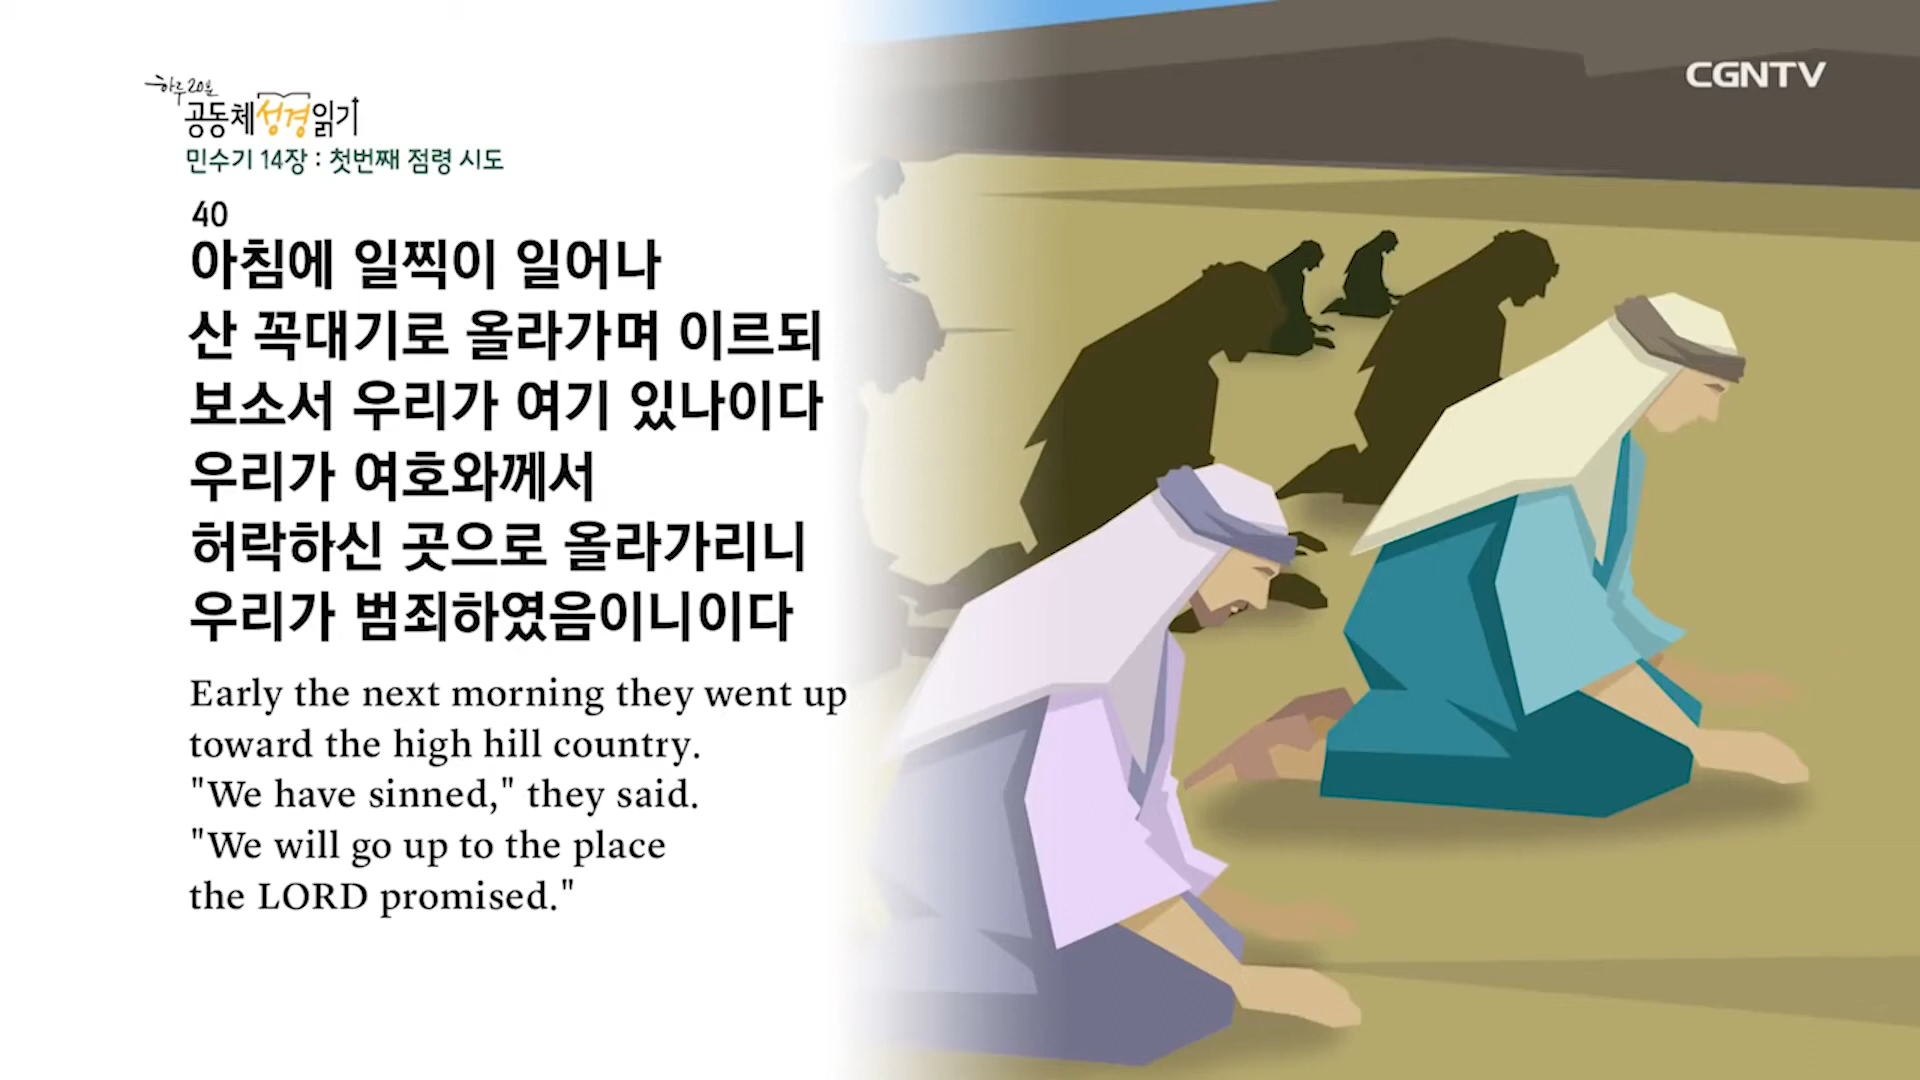 하루 20분
공동체성경읽기
CGNTV
민수기 14장 : 첫번째 점령 시도
40
아침에 일찍이 일어나
산 꼭대기로 올라가며 이르되
보소서 우리가 여기 있나이다
우리가 여호와께서
허락하신 곳으로 올라가리니
우리가 범죄하였음이니이다
Early the next morning they went up
toward the high hill country.
"We have sinned," they said.
"We will go up to the place
the LORD promised."